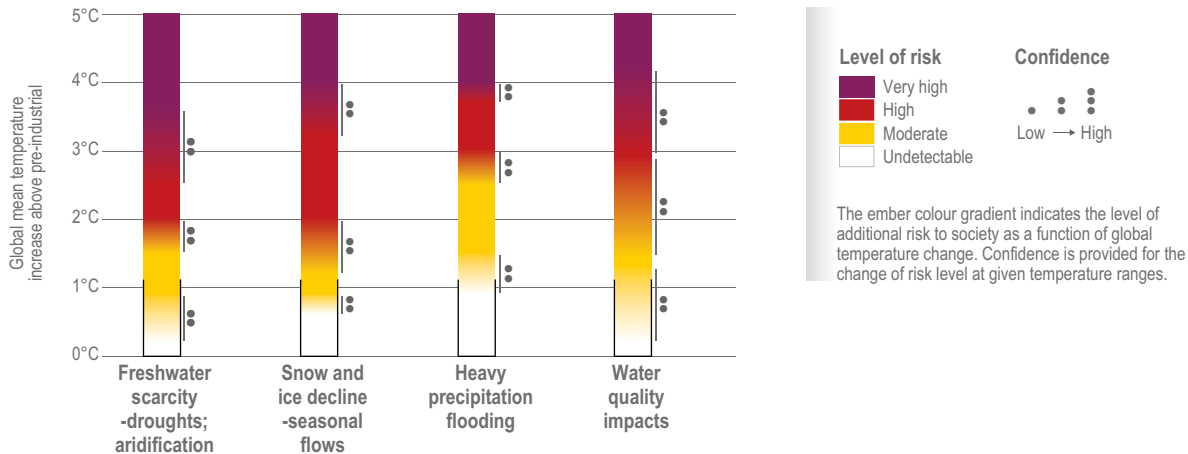 Global mean temperature
increase above pre-industrial
5°C
4°C
3°C
2°C
1°C
0°C
Freshwater
scarcity
-droughts;
aridification
Snow and
ice decline
-seasonal
flows
Heavy
precipitation
flooding
Water
quality
impacts
Level of risk
Very high
High
Moderate
Undetectable
Confidence
Low → High
The ember colour gradient indicates the level of
additional risk to society as a function of global
temperature change. Confidence is provided for the
change of risk level at given temperature ranges.